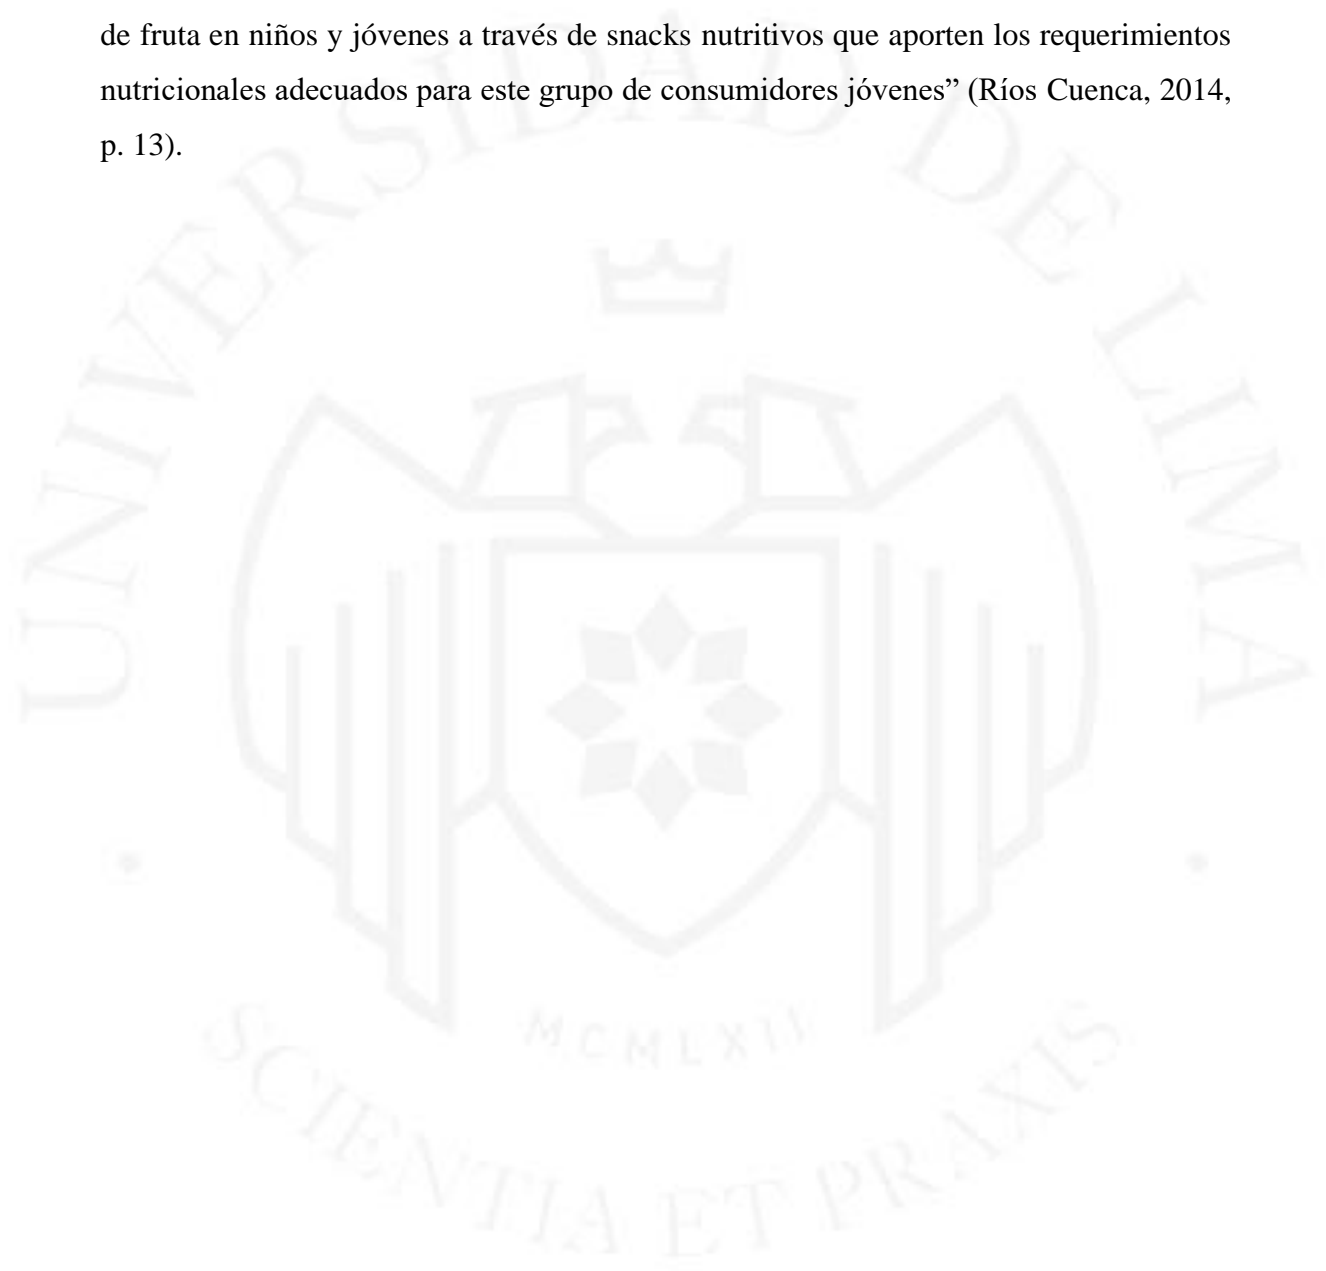 de fruta en niños y jóvenes a través de snacks nutritivos que aporten los requerimientos
nutricionales adecuados para este grupo de consumidores jóvenes” (Ríos Cuenca, 2014,
p. 13).
UNIVERSIDAD DE LIMA
MCMLXII
SCIENTIA ET PRAXIS